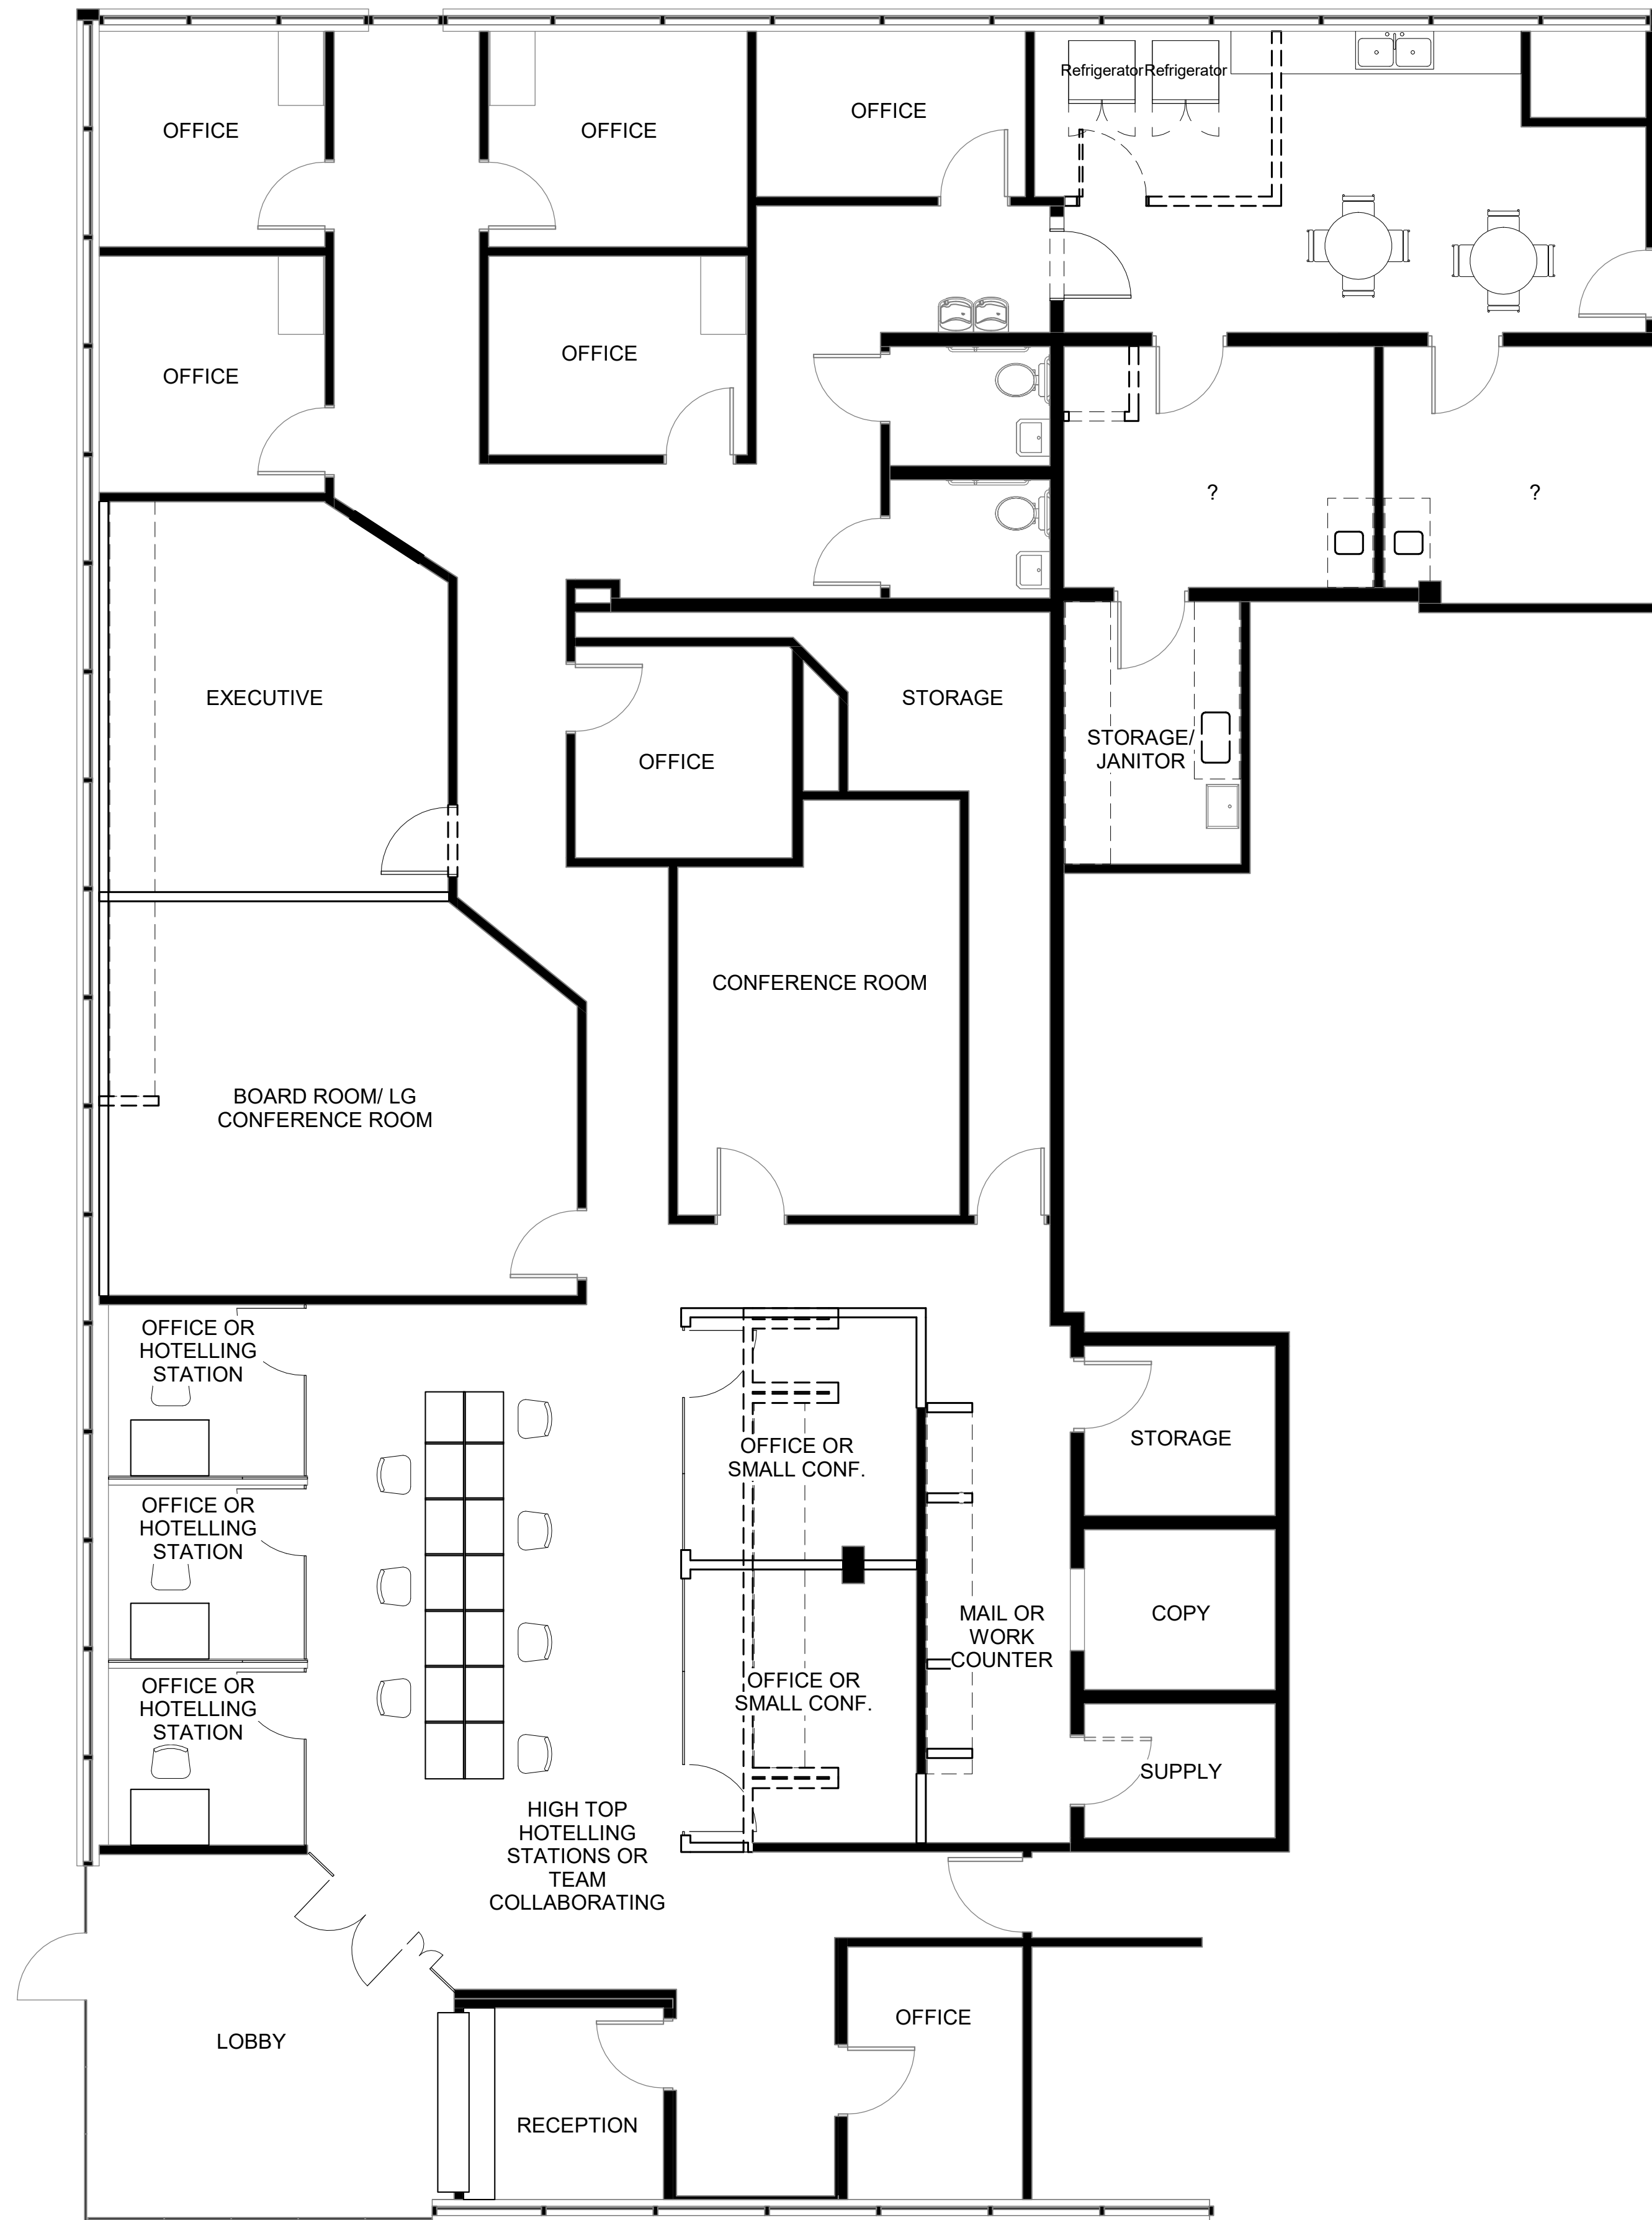 Refrigerator
Refrigerator
OFFICE
OFFICE
OFFICE
OFFICE
OFFICE
?
?
EXECUTIVE
STORAGE
STORAGE/
JANITOR
OFFICE
CONFERENCE ROOM
BOARD ROOM/ LG
CONFERENCE ROOM
OFFICE OR
HOTELLING
STATION
OFFICE OR
SMALL CONF.
STORAGE
OFFICE OR
HOTELLING
STATION
MAIL OR
WORK
COUNTER
COPY
OFFICE OR
HOTELLING
STATION
OFFICE OR
SMALL CONF.
SUPPLY
HIGH TOP
HOTELLING
STATIONS OR
TEAM
COLLABORATING
OFFICE
LOBBY
RECEPTION